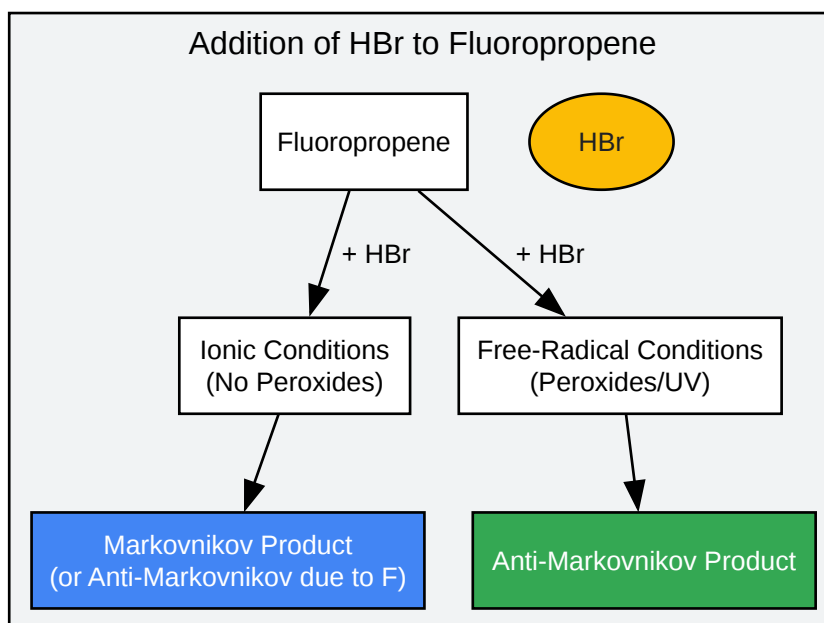 Addition of HBr to Fluoropropene
Fluoropropene
HBr
+ HBr
+ HBr
Ionic Conditions
(No Peroxides)
Free-Radical Conditions
(Peroxides/UV)
Markovnikov Product
(or Anti-Markovnikov due to F)
Anti-Markovnikov Product